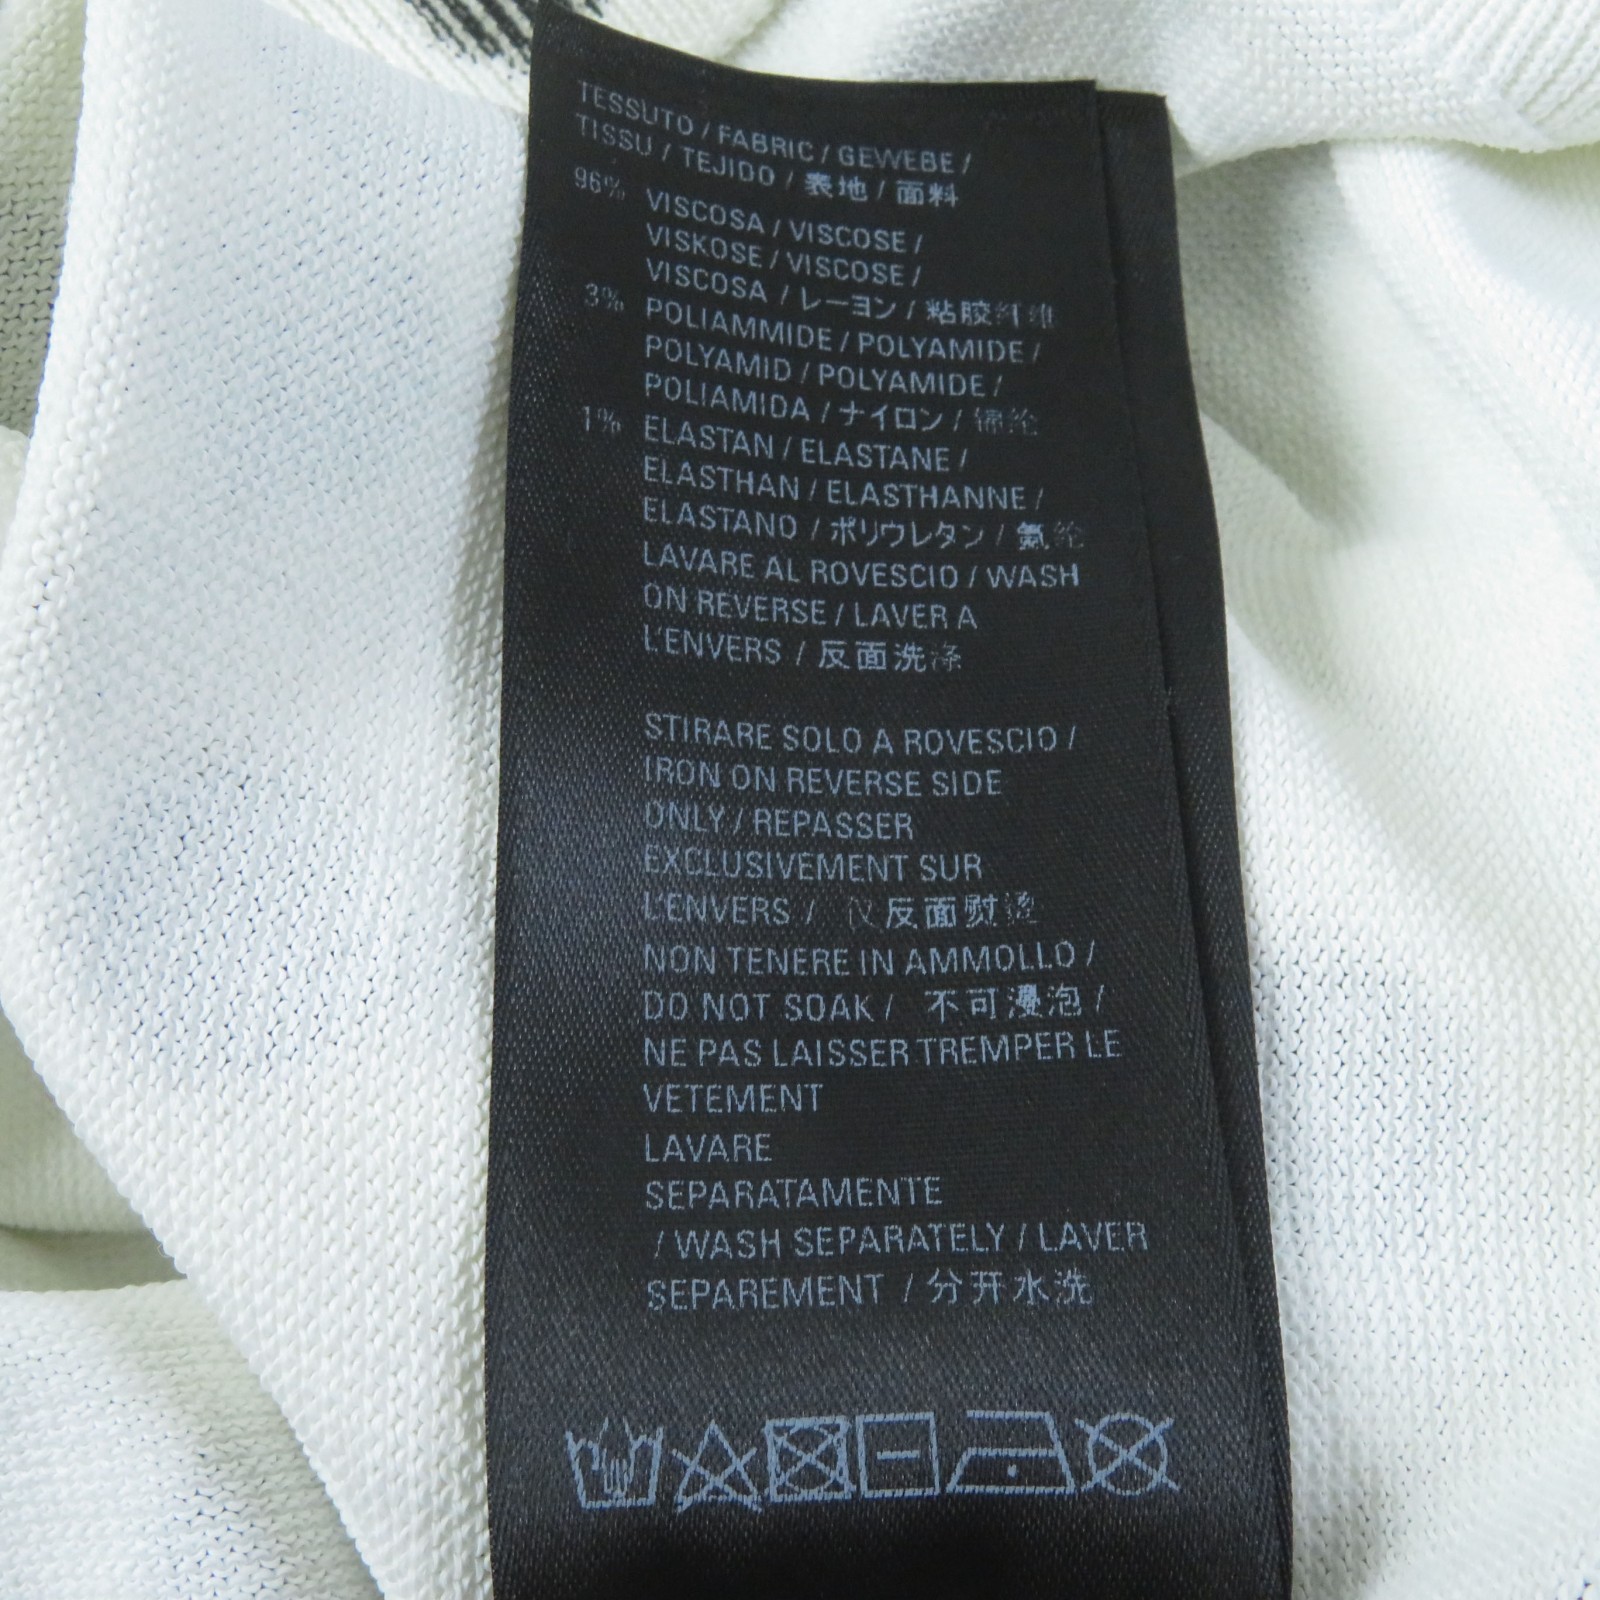 TESSUTO / FABRIC / GEWEBE /
TISSU / TEJIDO / 表地 / 面料
96% VISCOSA / VISCOSE /
VISKOSE / VISCOSE /
VISCOSA / レーヨン / 粘胶纤维
3% POLIAMMIDE / POLYAMIDE /
POLYAMID / POLYAMIDE /
POLIAMIDA / ナイロン / 锦纶
1% ELASTAN / ELASTANE /
ELASTHAN / ELASTHANNE /
ELASTANO / ポリウレタン / 氨纶
LAVARE AL ROVESCIO / WASH
ON REVERSE / LAVER A
L'ENVERS / 反面洗涤
STIRARE SOLO A ROVESCIO /
IRON ON REVERSE SIDE
ONLY / REPASSER
EXCLUSIVEMENT SUR
L'ENVERS / 仅反面熨烫
NON TENERE IN AMMOLLO /
DO NOT SOAK / 不可浸泡 /
NE PAS LAISSER TREMPER LE
VETEMENT
LAVARE
SEPARATAMENTE
/ WASH SEPARATELY / LAVER
SEPAREMENT / 分开水洗